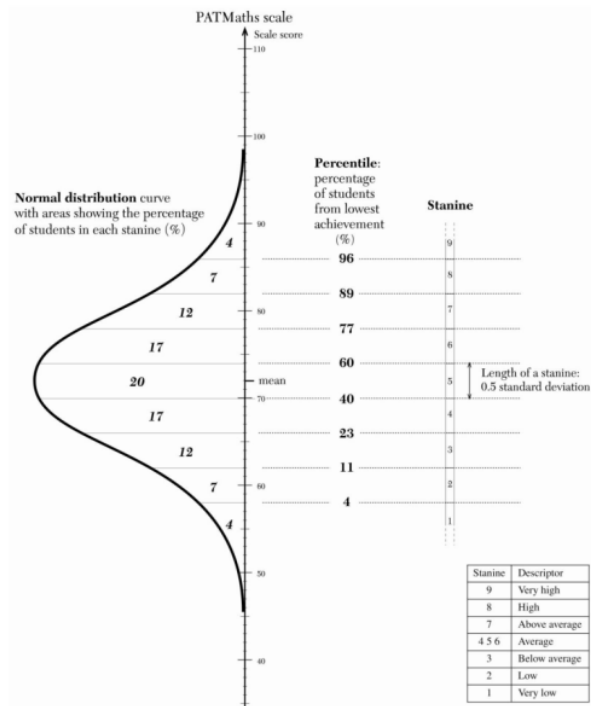 PATMaths scale
Scale score
110
100
Percentile:
percentage
of students
from lowest
achievement
(%)
Stanine
Normal distribution curve
with areas showing the percentage
of students in each stanine (%)
90
4
9
96
7
8
89
12
80
7
77
17
6
60
20
mean
5
Length of a stanine:
0.5 standard deviation
70
40
17
4
23
12
3
11
7
60
2
4
4
1
50
40
Stanine Descriptor
9 Very high
8 High
7 Above average
4 5 6 Average
3 Below average
2 Low
1 Very low